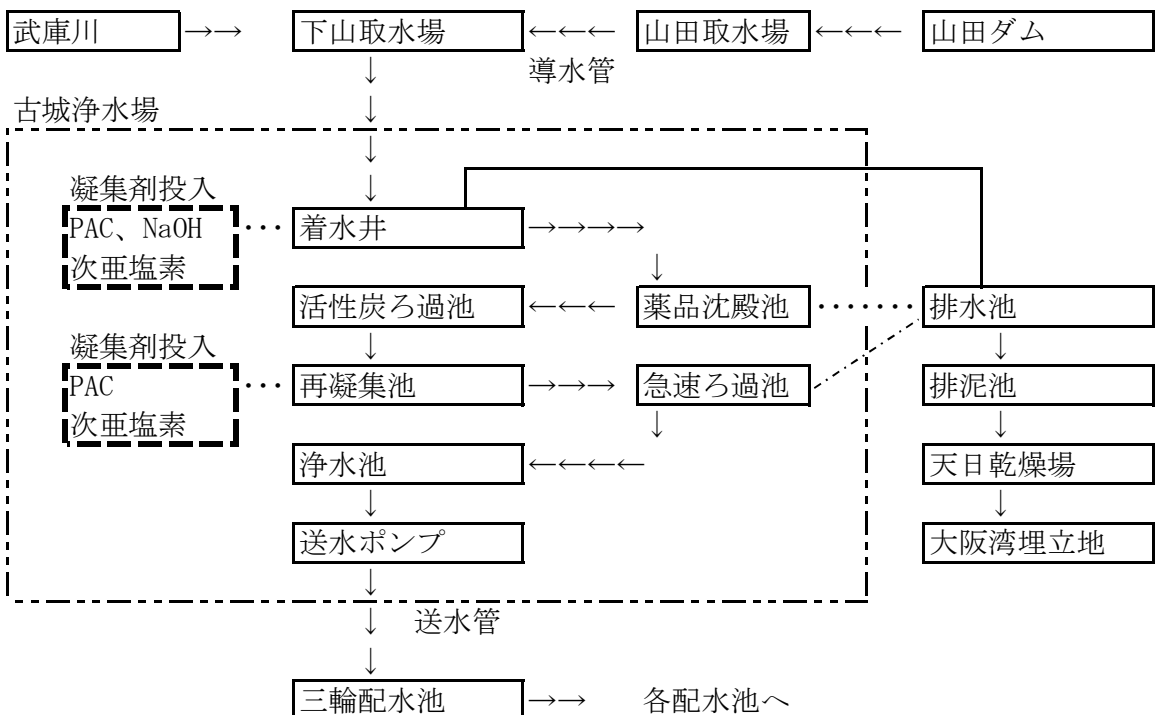 武庫川 →→ 下山取水場 ←←← 山田取水場 ←←← 山田ダム
↓ 導水管
古城浄水場 ↓
↓
凝集剤投入 ↓
PAC、NaOH ・・・ 着水井 →→→→
次亜塩素 ↓
活性炭ろ過池 ←←← 薬品沈殿池 ・・・・・・・ 排水池
凝集剤投入 ↓ ↓
PAC ・・・ 再凝集池 →→→ 急速ろ過池 排泥池
次亜塩素 ↓ ↓
浄水池 ←←←← 天日乾燥場
↓ ↓
送水ポンプ 大阪湾埋立地
↓
↓ 送水管
↓
三輪配水池 →→ 各配水池へ